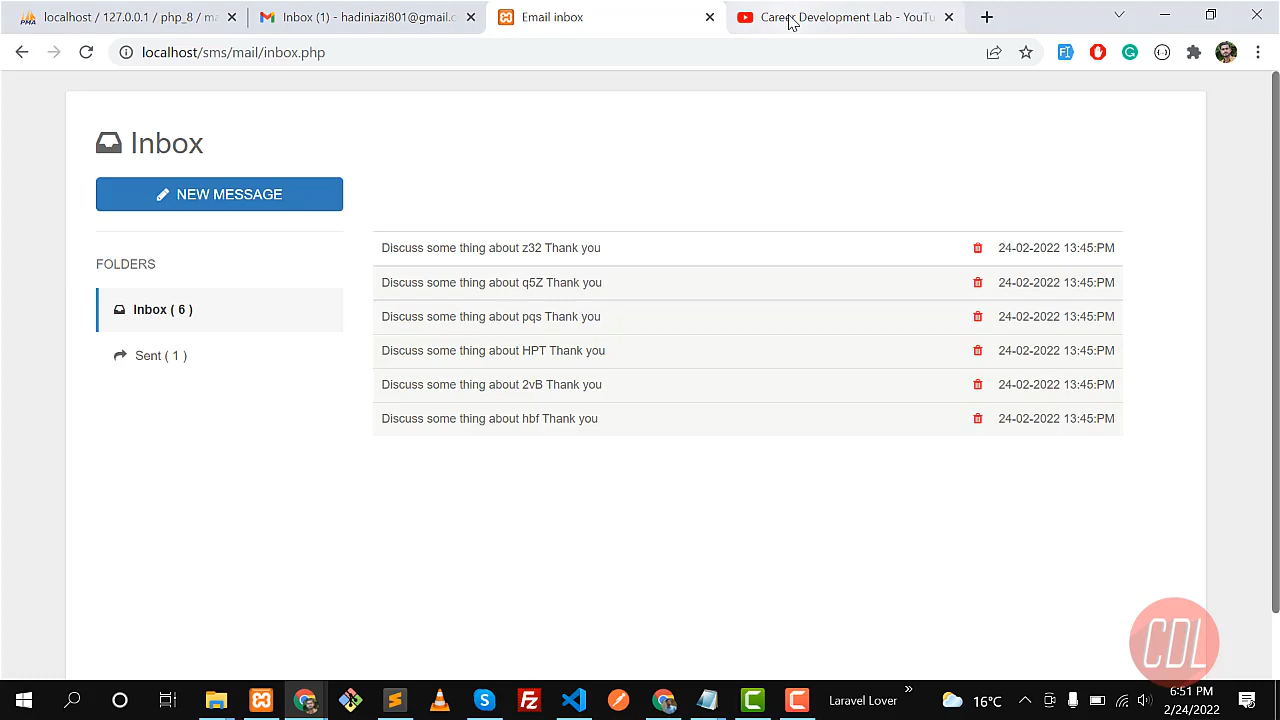 PMA
localhost / 127.0.0.1 / php_8 / m
Inbox (1) - hadiniazi801@gmail.
Email inbox
Career Development Lab - YouTu
localhost/sms/mail/inbox.php
Inbox
NEW MESSAGE
FOLDERS
Inbox ( 6 )
Sent ( 1 )
Discuss some thing about z32 Thank you 24-02-2022 13:45:PM
Discuss some thing about q5Z Thank you 24-02-2022 13:45:PM
Discuss some thing about pqs Thank you 24-02-2022 13:45:PM
Discuss some thing about HPT Thank you 24-02-2022 13:45:PM
Discuss some thing about 2vB Thank you 24-02-2022 13:45:PM
Discuss some thing about hbf Thank you 24-02-2022 13:45:PM
CDL
Laravel Lover
16°C
6:51 PM
2/24/2022